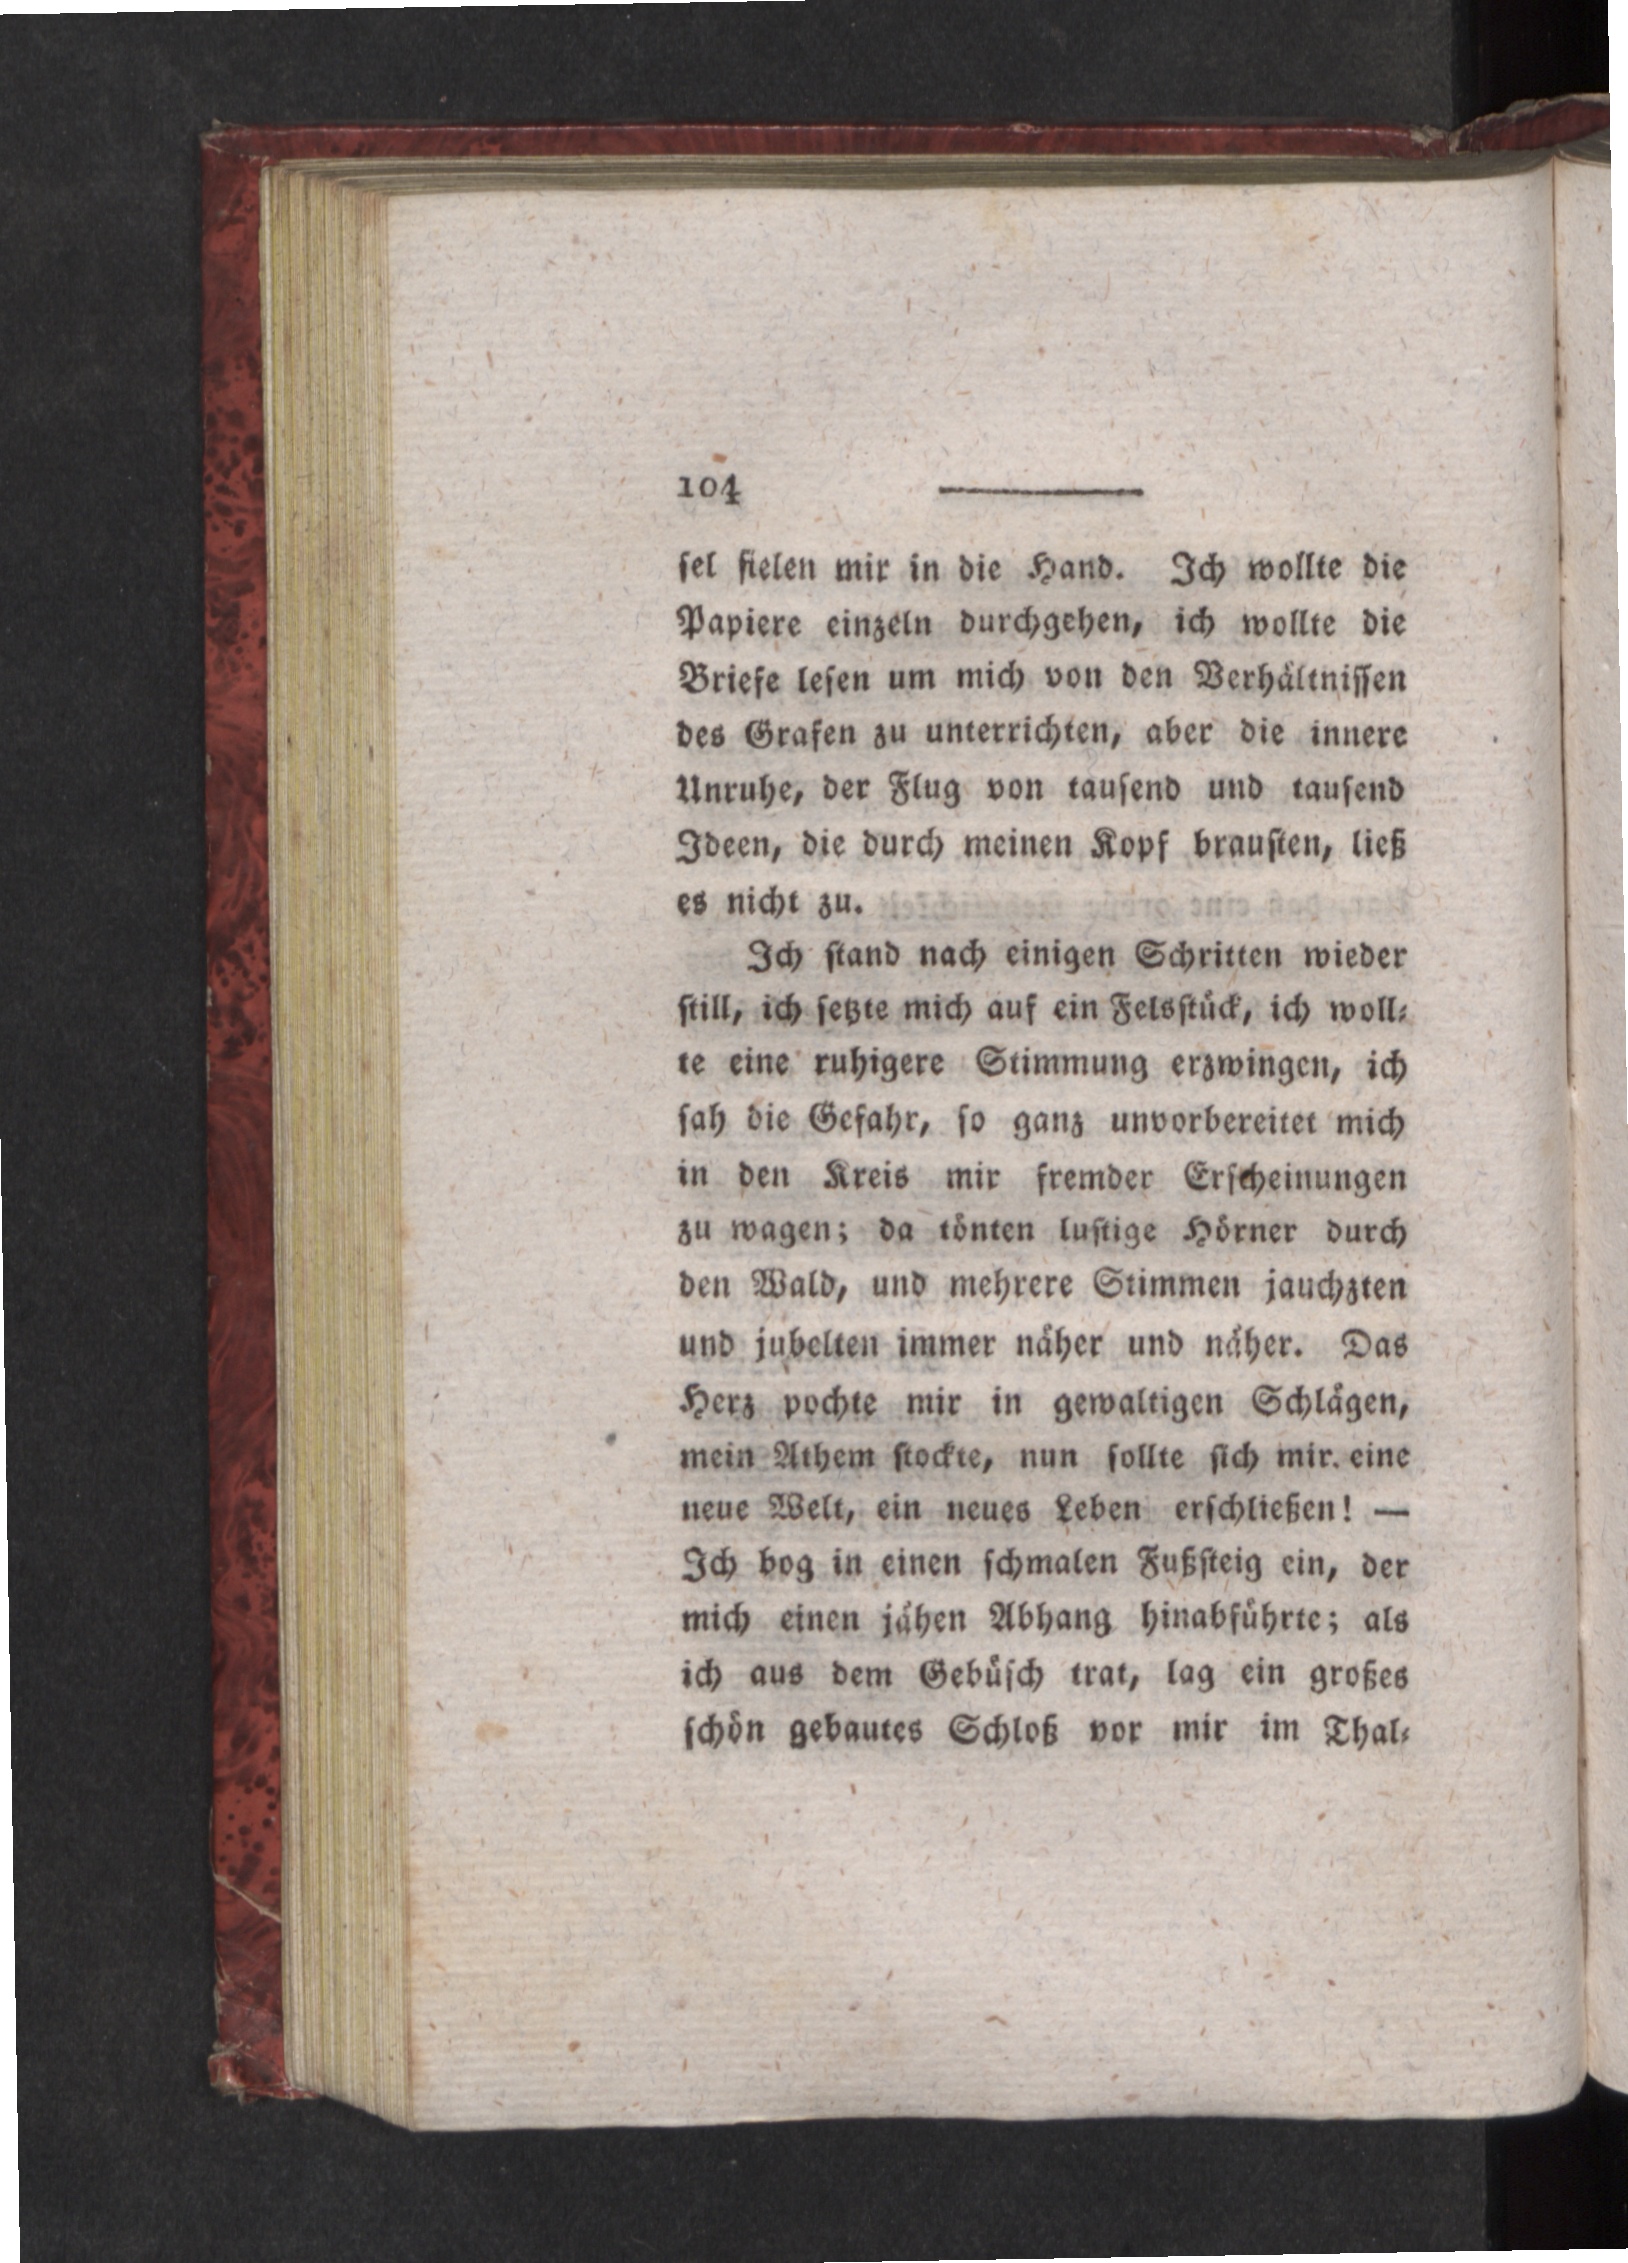 104
sel fielen mir in die Hand. Ich wollte die
Papiere einzeln durchgehen, ich wollte die
Briefe lesen um mich von den Verhältnissen
des Grafen zu unterrichten, aber die innere
Unruhe, der Flug von tausend und tausend
Ideen, die durch meinen Kopf brausten, ließ
es nicht zu.
Ich stand nach einigen Schritten wieder
still, ich setzte mich auf ein Felsstück, ich woll⸗
te eine ruhigere Stimmung erzwingen, ich
sah die Gefahr, so ganz unvorbereitet mich
in den Kreis mir fremder Erscheinungen
zu wagen; da tönten lustige Hörner durch
den Wald, und mehrere Stimmen jauchzten
und jubelten immer näher und näher. Das
Herz pochte mir in gewaltigen Schlägen,
mein Athem stockte, nun sollte sich mir. eine
neue Welt, ein neues Leben erschließen! —
Ich bog in einen schmalen Fußsteig ein, der
mich einen jähen Abhang hinabführte; als
ich aus dem Gebüsch trat, lag ein großes
schön gebautes Schloß vor mir im Thal⸗